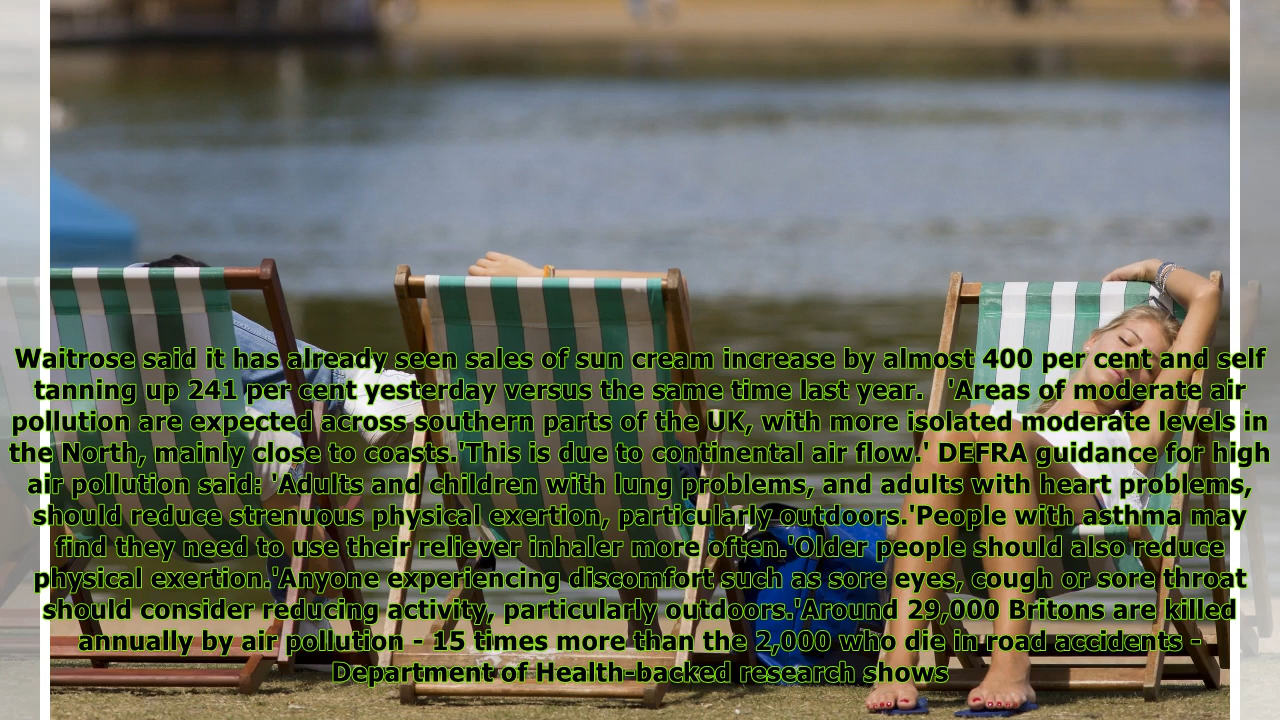 Waitrose said it has already seen sales of sun cream increase by almost 400 per cent and self
tanning up 241 per cent yesterday versus the same time last year.   'Areas of moderate air
pollution are expected across southern parts of the UK, with more isolated moderate levels in
the North, mainly close to coasts.'This is due to continental air flow.' DEFRA guidance for high
air pollution said: 'Adults and children with lung problems, and adults with heart problems,
should reduce strenuous physical exertion, particularly outdoors.'People with asthma may
find they need to use their reliever inhaler more often.'Older people should also reduce
physical exertion.'Anyone experiencing discomfort such as sore eyes, cough or sore throat
should consider reducing activity, particularly outdoors.'Around 29,000 Britons are killed
annually by air pollution - 15 times more than the 2,000 who die in road accidents -
Department of Health-backed research shows